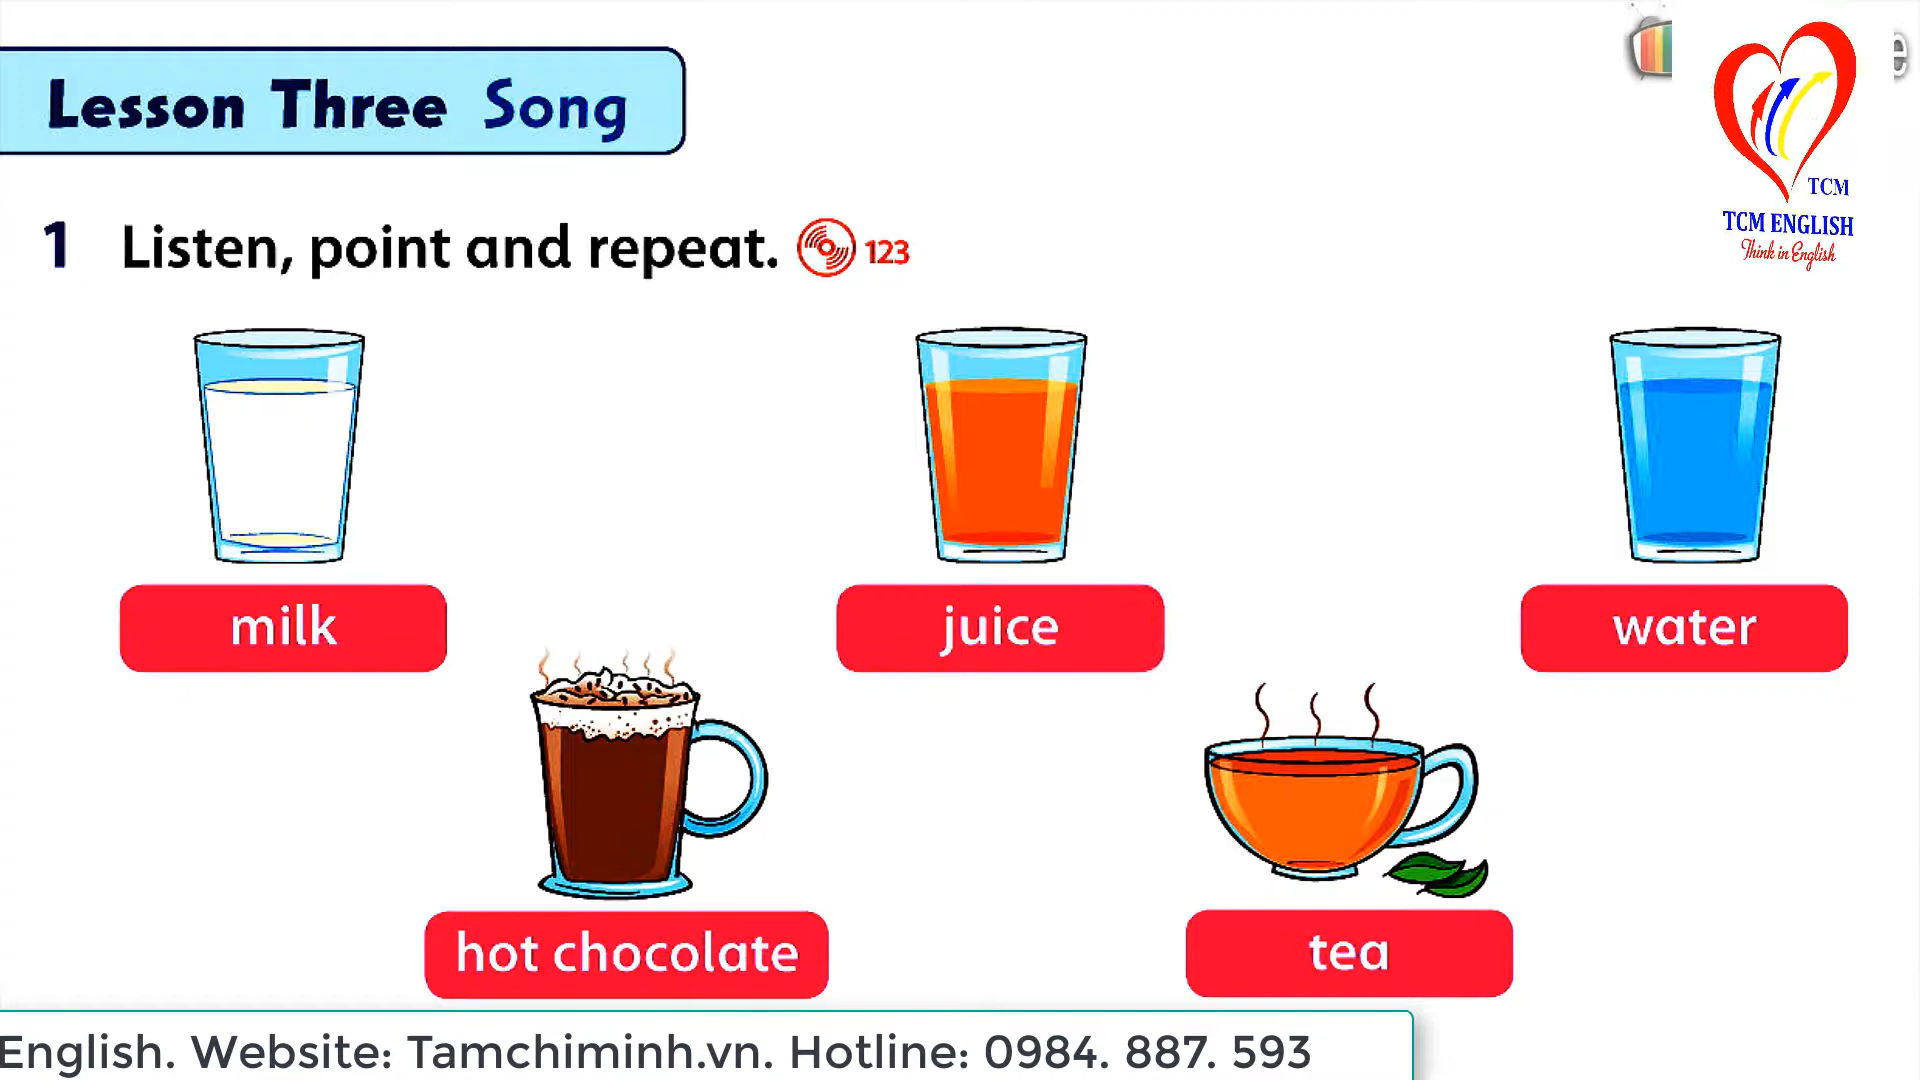 Lesson Three Song
1 Listen, point and repeat. 123
TCM
TCM ENGLISH
Think in English
milk
juice
water
hot chocolate
tea
English. Website: Tamchiminh.vn. Hotline: 0984. 887. 593